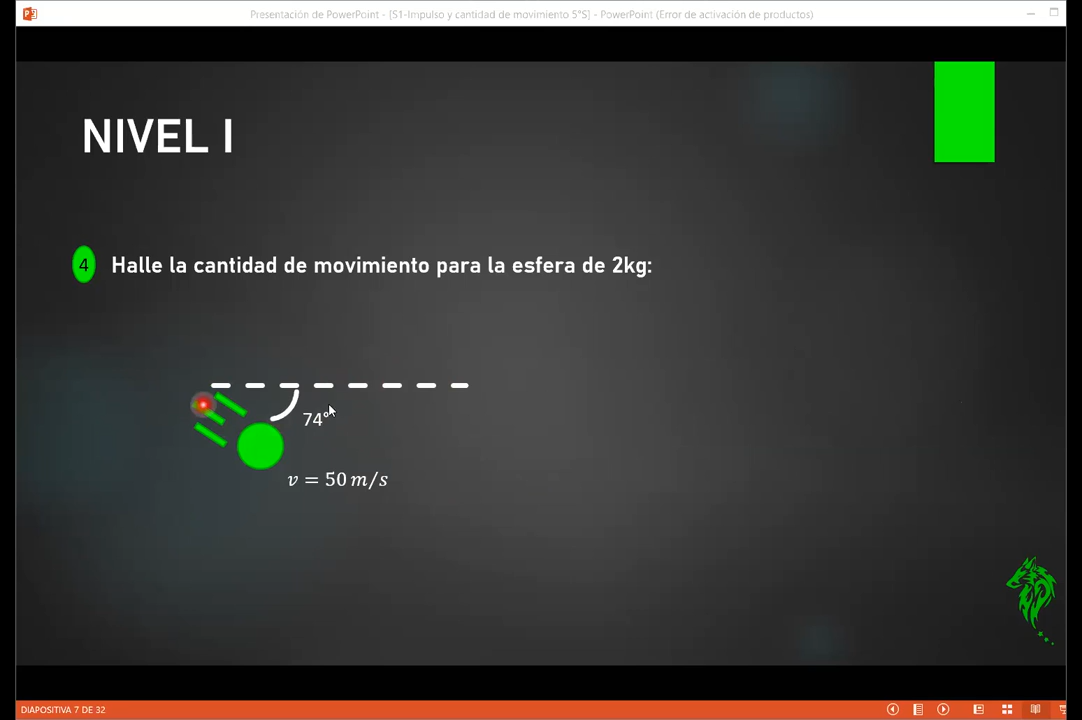 Presentación de PowerPoint - [S1-Impulso y cantidad de movimiento 5°S] - PowerPoint (Error de activación de productos)
NIVEL I
4 Halle la cantidad de movimiento para la esfera de 2kg:
74°
v = 50 m/s
DIAPOSITIVA 7 DE 32